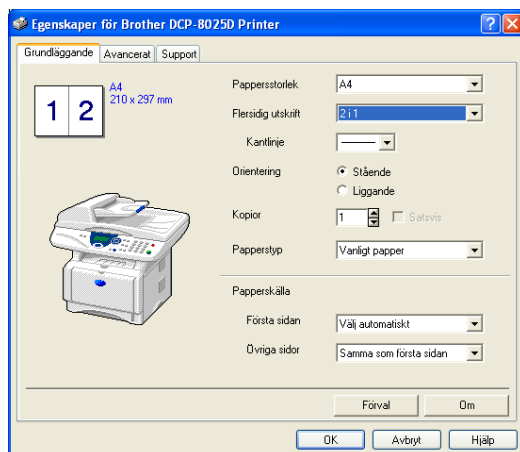 Egenskaper för Brother DCP-8025D Printer
Grundläggande Avancerat Support
1 2
A4
210 x 297 mm
Pappersstorlek A4
Flersidig utskrift 2 i 1
Kantlinje
Orientering Stående
Liggande
Kopior 1 Satsvis
Papperstyp Vanligt papper
Papperskälla
Första sidan Välj automatiskt
Övriga sidor Samma som första sidan
Förval Om
OK Avbryt Hjälp